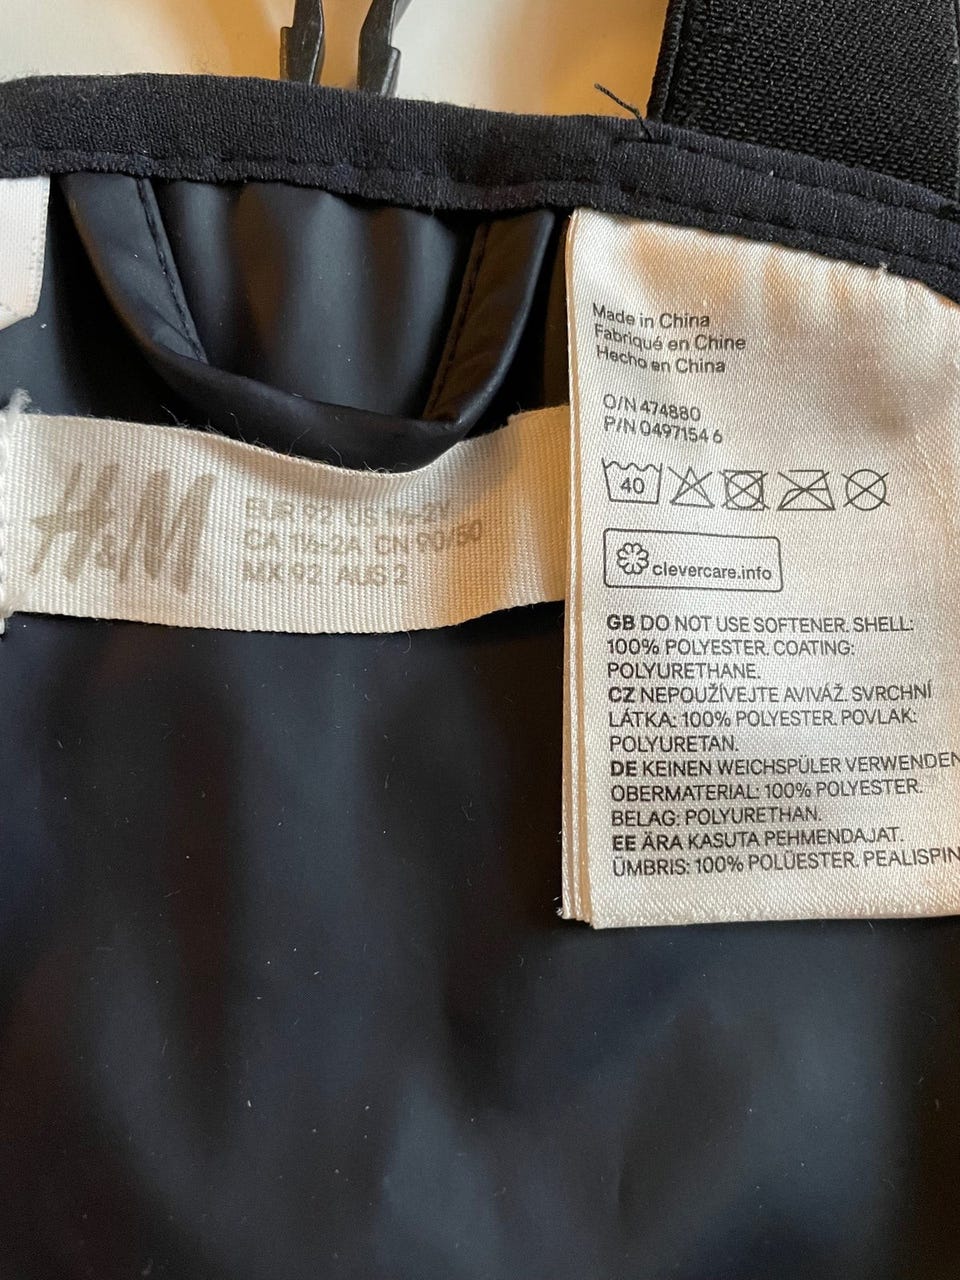 H&M
EUR 92 US 1½-2Y
CA 1½-2A CN 90/50
MX 92 AUS 2
Made in China
Fabriqué en Chine
Hecho en China
O/N 474880
P/N 0497154 6
40
clevercare.info
GB DO NOT USE SOFTENER. SHELL:
100% POLYESTER. COATING:
POLYURETHANE.
CZ NEPOUŽÍVEJTE AVIVÁŽ. SVRCHNÍ
LÁTKA: 100% POLYESTER. POVLAK:
POLYURETAN.
DE KEINEN WEICHSPÜLER VERWENDEN
OBERMATERIAL: 100% POLYESTER.
BELAG: POLYURETHAN.
EE ÄRA KASUTA PEHMENDAJAT.
ÜMBRIS: 100% POLÜESTER. PEALISPIN